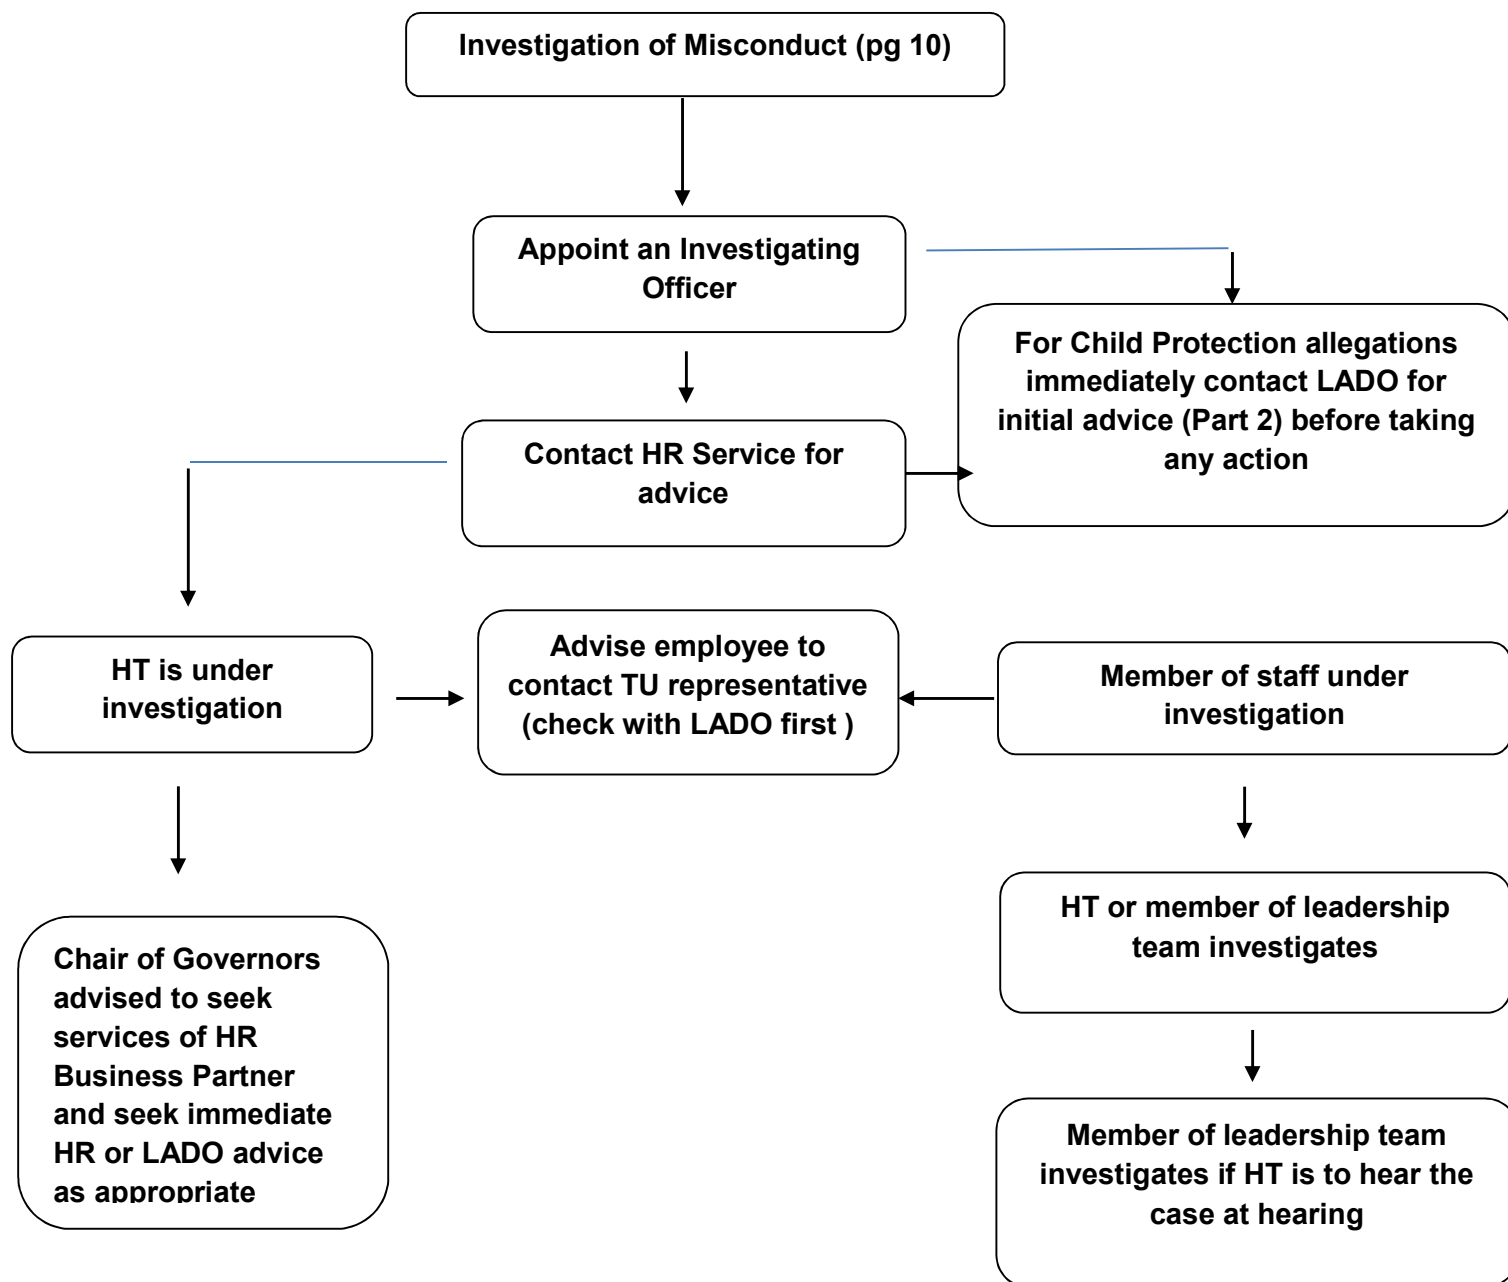 Investigation of Misconduct (pg 10)
Appoint an Investigating
Officer
For Child Protection allegations
immediately contact LADO for
initial advice (Part 2) before taking
any action
Contact HR Service for
advice
HT is under
investigation
Advise employee to
contact TU representative
(check with LADO first )
Member of staff under
investigation
Chair of Governors
advised to seek
services of HR
Business Partner
and seek immediate
HR or LADO advice
as appropriate
HT or member of leadership
team investigates
Member of leadership team
investigates if HT is to hear the
case at hearing